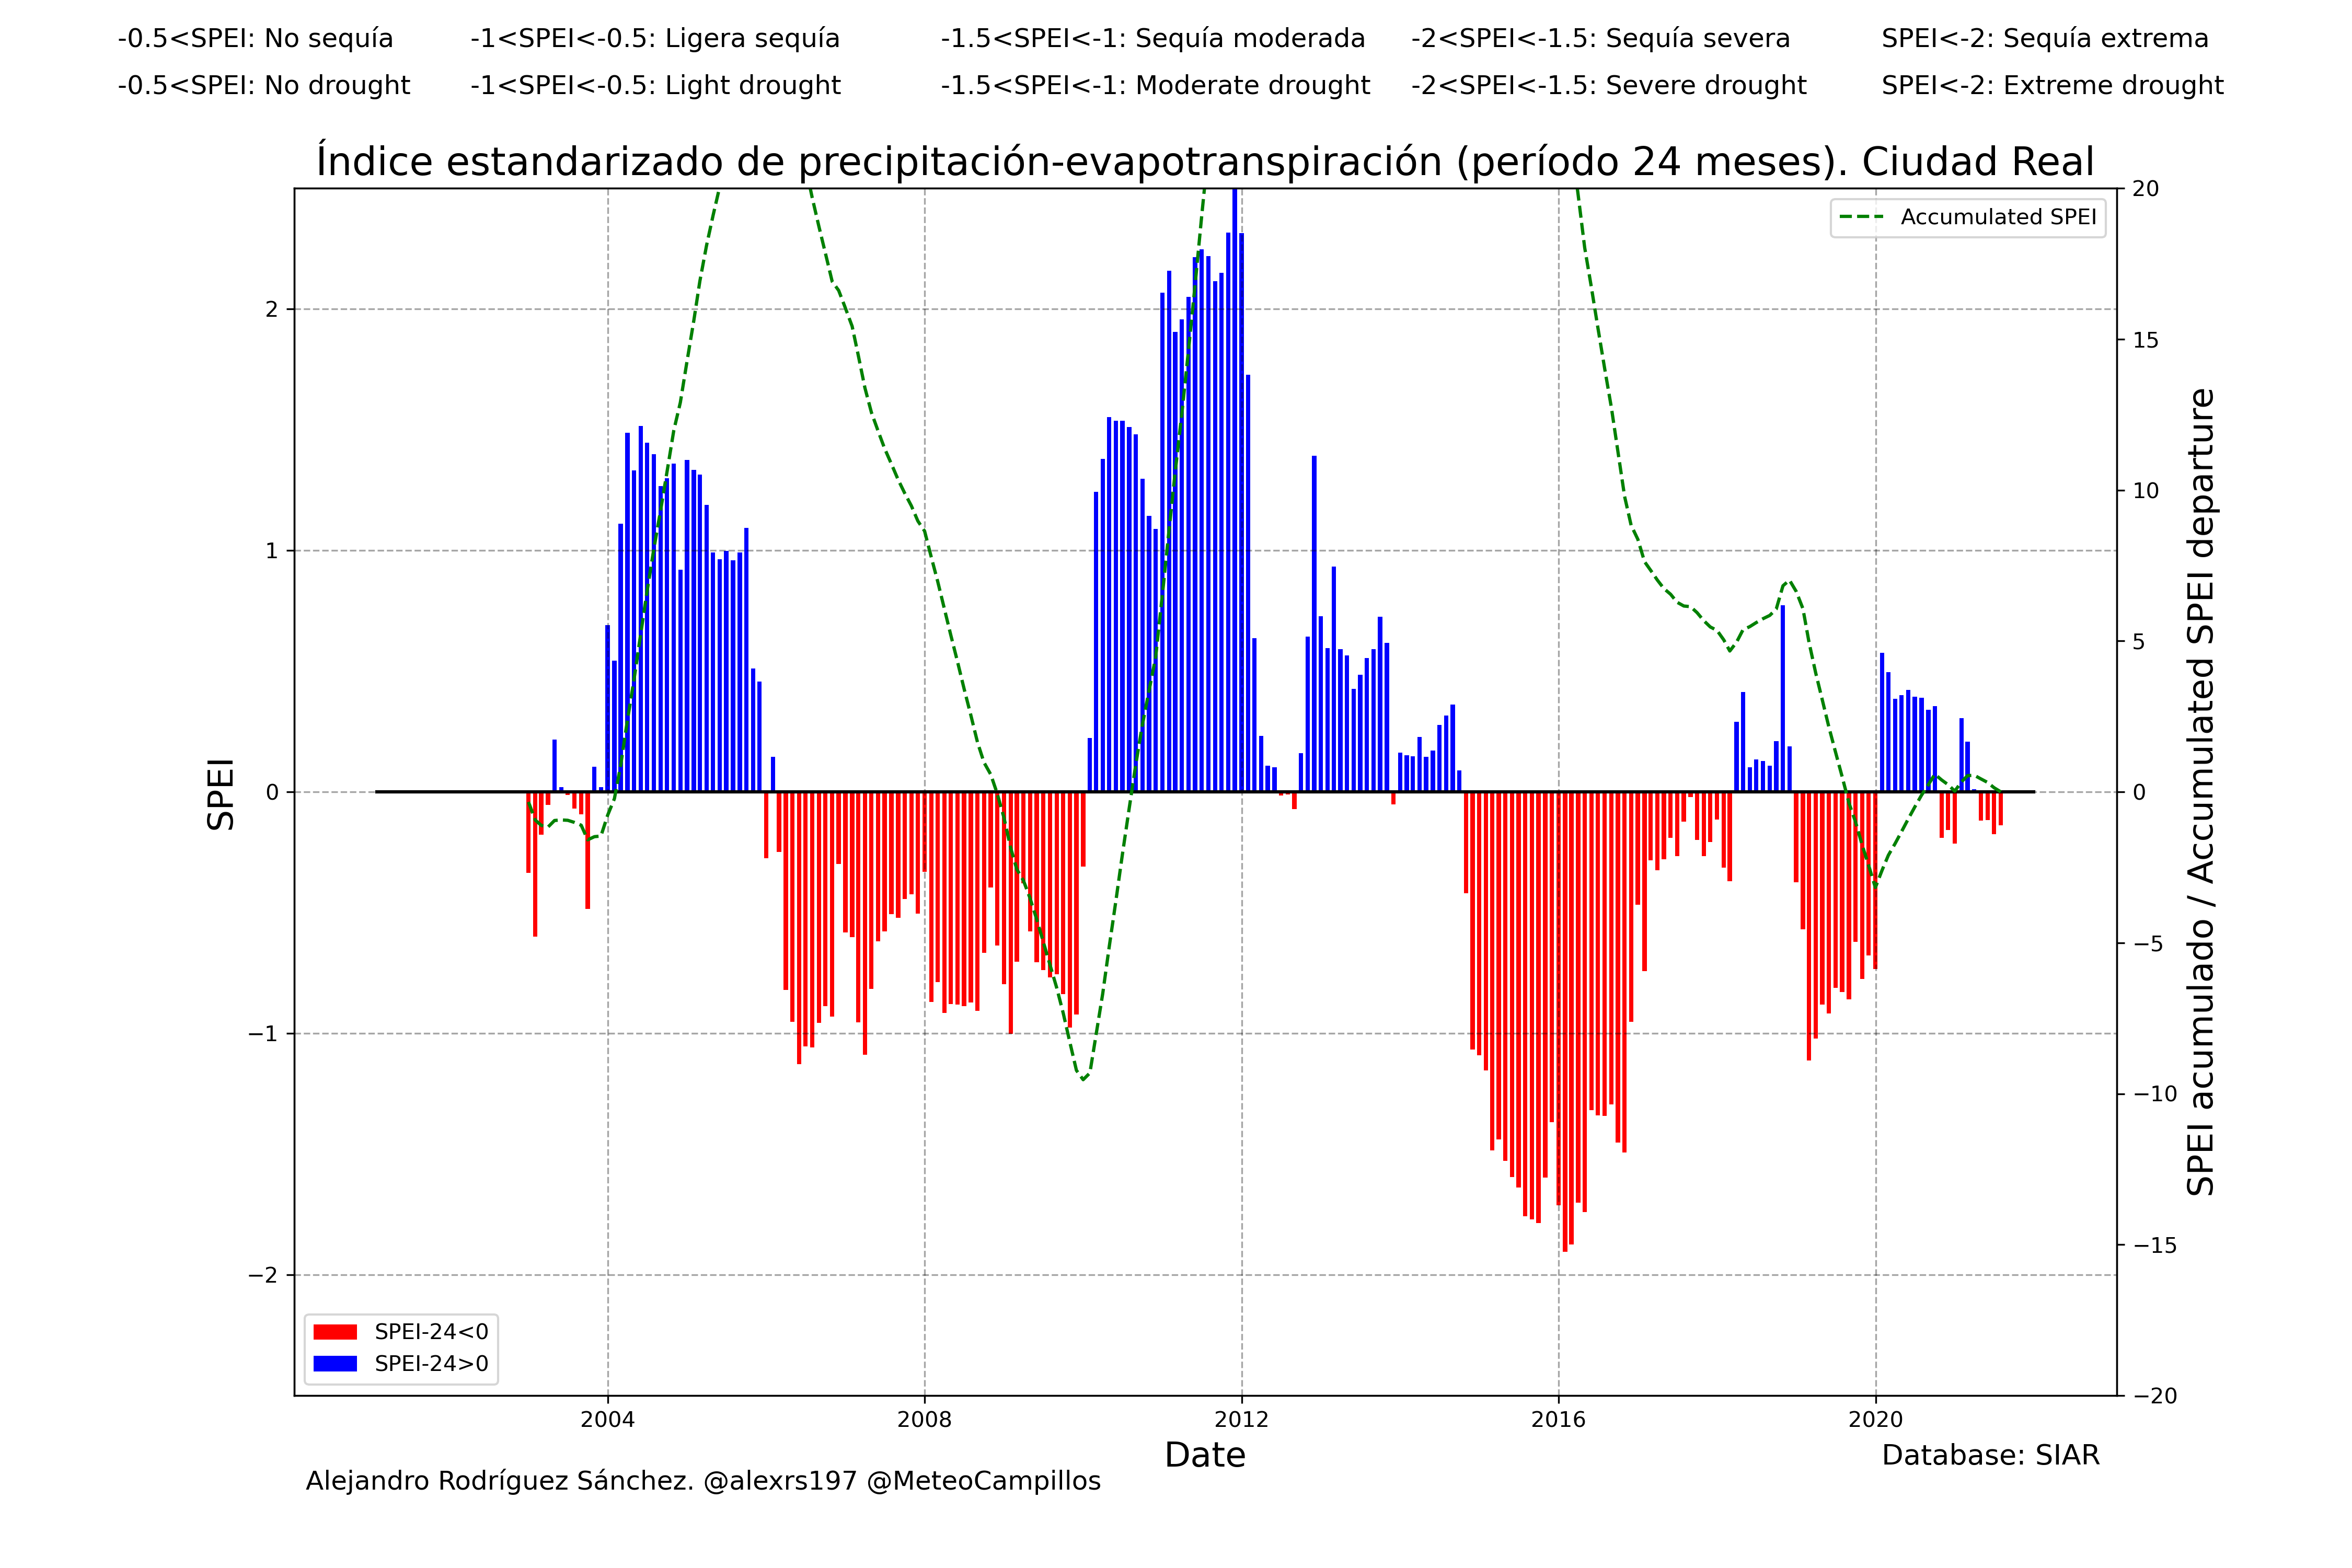 -0.5<SPEI: No sequía
-1<SPEI<-0.5: Ligera sequía
-1.5<SPEI<-1: Sequía moderada
-2<SPEI<-1.5: Sequía severa
SPEI<-2: Sequía extrema
-0.5<SPEI: No drought
-1<SPEI<-0.5: Light drought
-1.5<SPEI<-1: Moderate drought
-2<SPEI<-1.5: Severe drought
SPEI<-2: Extreme drought
Índice estandarizado de precipitación-evapotranspiración (período 24 meses). Ciudad Real
Accumulated SPEI
SPEI
2
1
0
−1
−2
20
15
10
5
0
−5
−10
−15
−20
SPEI acumulado / Accumulated SPEI departure
SPEI-24<0
SPEI-24>0
2004
2008
2012
2016
2020
Date
Database: SIAR
Alejandro Rodríguez Sánchez. @alexrs197 @MeteoCampillos